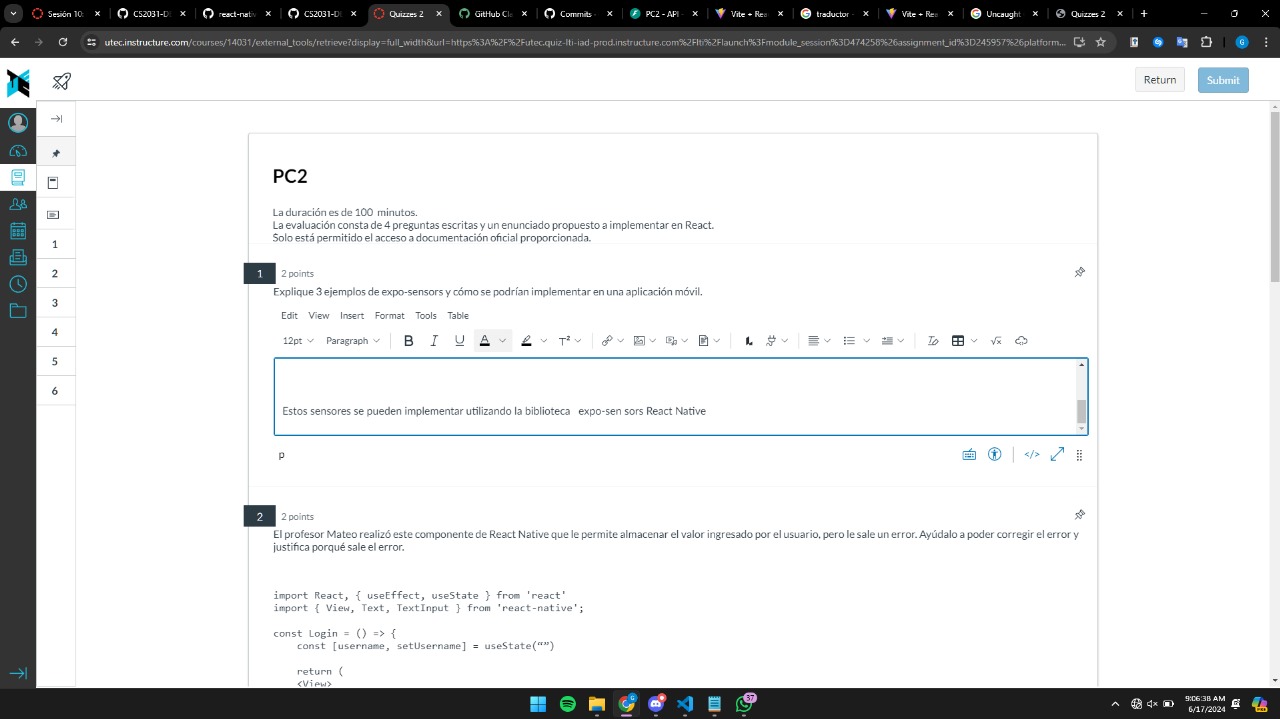 Sesión 10:
CS2031-DI
react-nati
CS2031-DI
Quizzes 2
GitHub Cla
Commits ·
PC2 - API
Vite + Rea
traductor -
Vite + Rea
Uncaught
Quizzes 2
utec.instructure.com/courses/14031/external_tools/retrieve?display=full_width&url=https%3A%2F%2Futec.quiz-lti-iad-prod.instructure.com%2Flti%2Flaunch%3Fmodule_session%3D474258%26assignment_id%3D245957%26platform...
G
Return
Submit
PC2
La duración es de 100 minutos.
La evaluación consta de 4 preguntas escritas y un enunciado propuesto a implementar en React.
Solo está permitido el acceso a documentación oficial proporcionada.
1
2
3
4
5
6
1 2 points
Explique 3 ejemplos de expo-sensors y cómo se podrían implementar en una aplicación móvil.
Edit View Insert Format Tools Table
12pt Paragraph B I U A T²
Estos sensores se pueden implementar utilizando la biblioteca expo-sen sors React Native
p </>
2 2 points
El profesor Mateo realizó este componente de React Native que le permite almacenar el valor ingresado por el usuario, pero le sale un error. Ayúdalo a poder corregir el error y
justifica porqué sale el error.
import React, { useEffect, useState } from 'react'
import { View, Text, TextInput } from 'react-native';
const Login = () => {
const [username, setUsername] = useState(“”)
return (
<View>
37
9:06:38 AM
6/17/2024